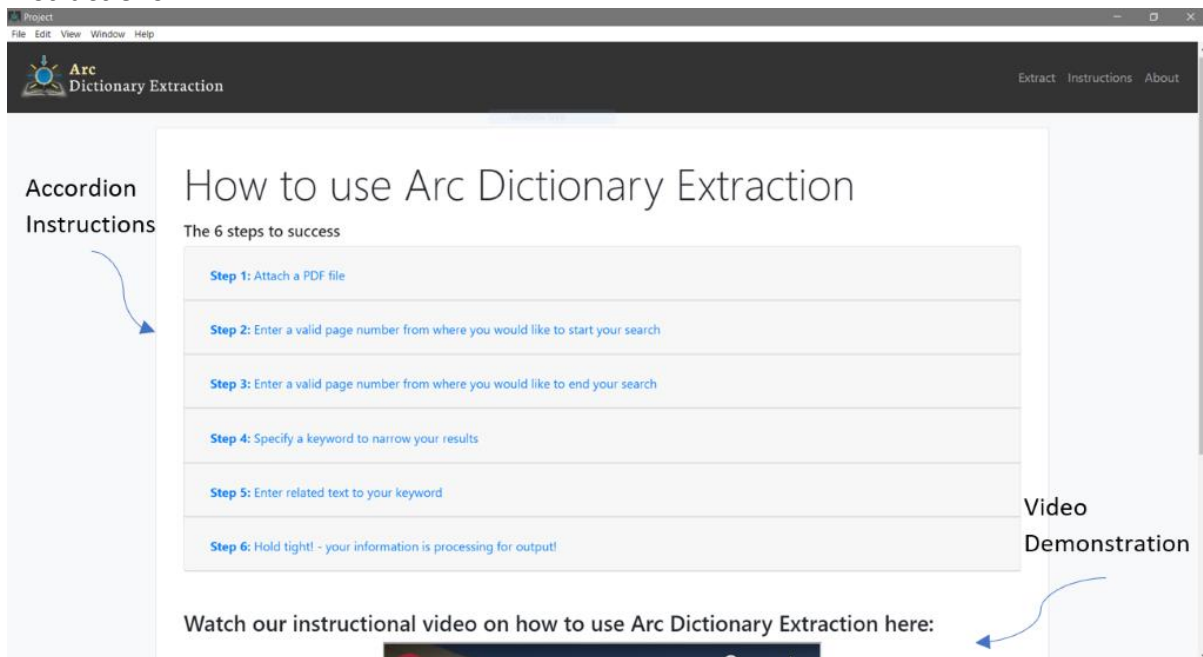 Project
File Edit View Window Help
Arc
Dictionary Extraction
Extract Instructions About
Accordion
Instructions
How to use Arc Dictionary Extraction
The 6 steps to success
Step 1: Attach a PDF file
Step 2: Enter a valid page number from where you would like to start your search
Step 3: Enter a valid page number from where you would like to end your search
Step 4: Specify a keyword to narrow your results
Step 5: Enter related text to your keyword
Step 6: Hold tight! - your information is processing for output!
Video
Demonstration
Watch our instructional video on how to use Arc Dictionary Extraction here: